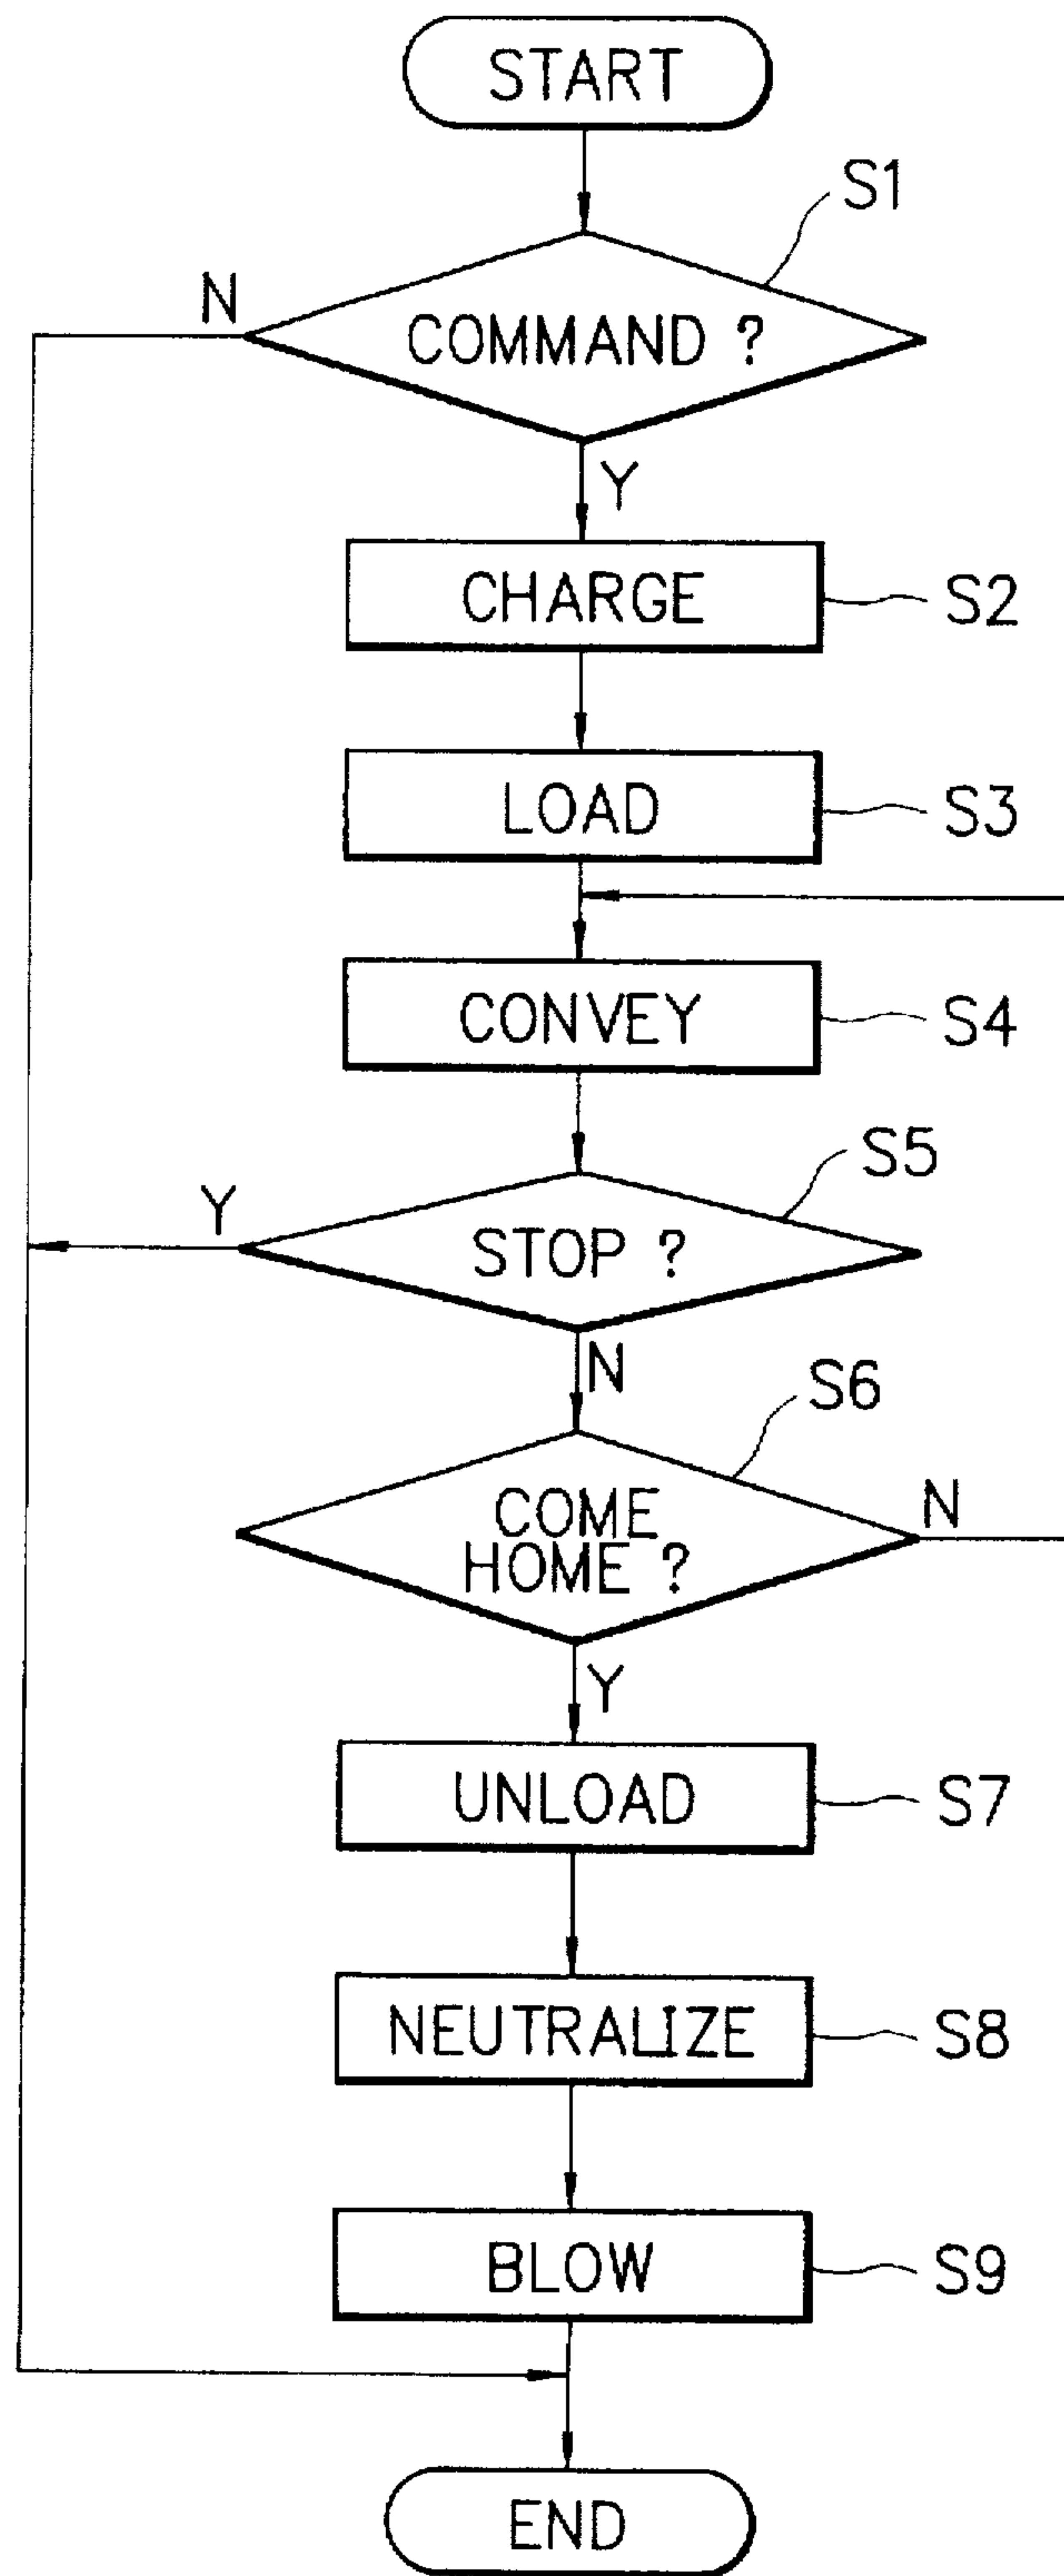 START
S1
N
COMMAND ?
Y
CHARGE
S2
LOAD
S3
CONVEY
S4
S5
Y
STOP ?
N
S6
COME
HOME ?
N
Y
UNLOAD
S7
NEUTRALIZE
S8
BLOW
S9
END